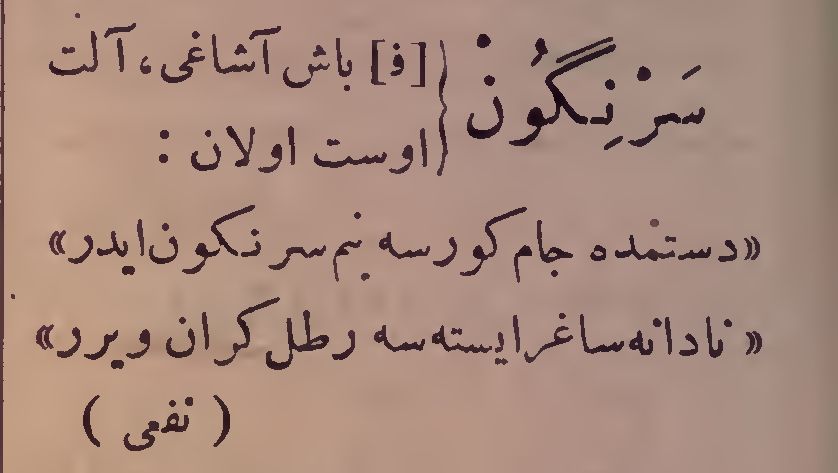 سَرْنِگُونْ { [ف] باش آشاغی، آلت
اوست اولان :
«دستمده جام کورسه بنم سرنکون ایدر»
«نادانه ساغر ایسته‌سه رطل کران ویرر»
( نفعی )